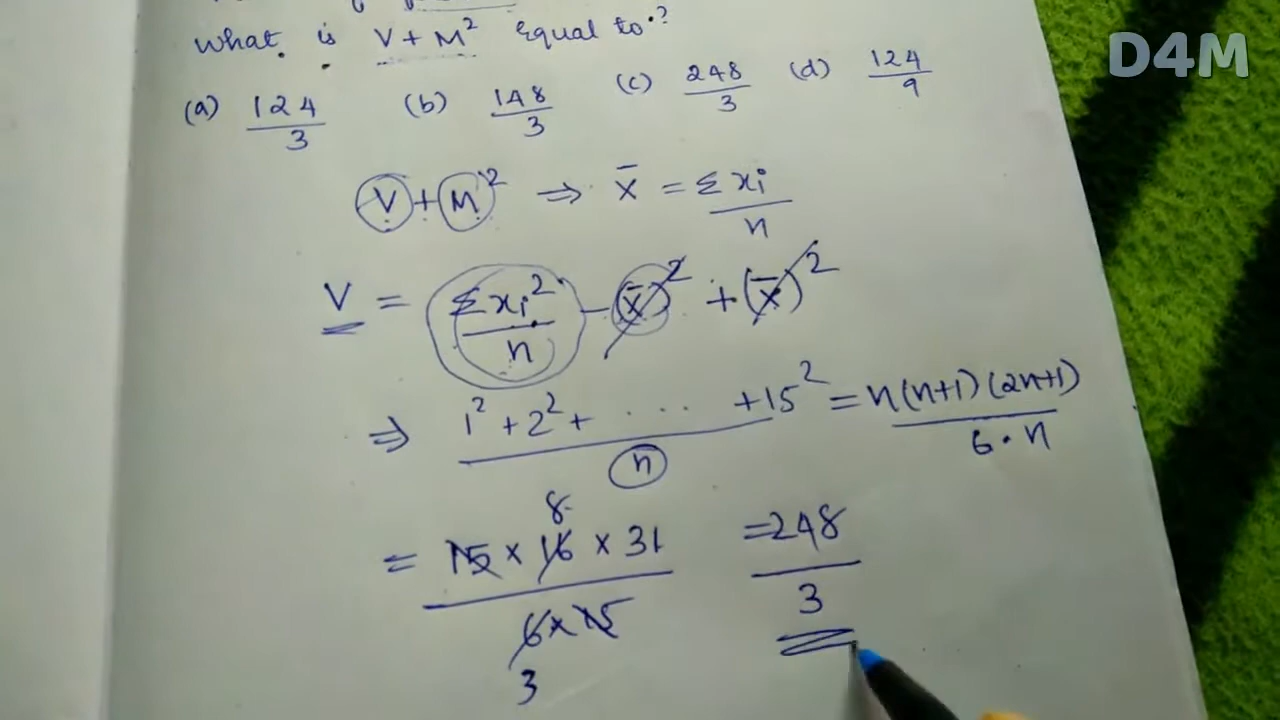 D4M
What is V + M² equal to?
(a) 124/3 (b) 148/3 (c) 248/3 (d) 124/9
V + M² ⇒ x̄ = Σxi/n
V = Σxi²/n - (x̄)² + (x̄)²
⇒ 1² + 2² + ... + 15²/n = n(n+1)(2n+1)/6·n
8
= 15 × 16 × 31/6 × 15 = 248/3
3